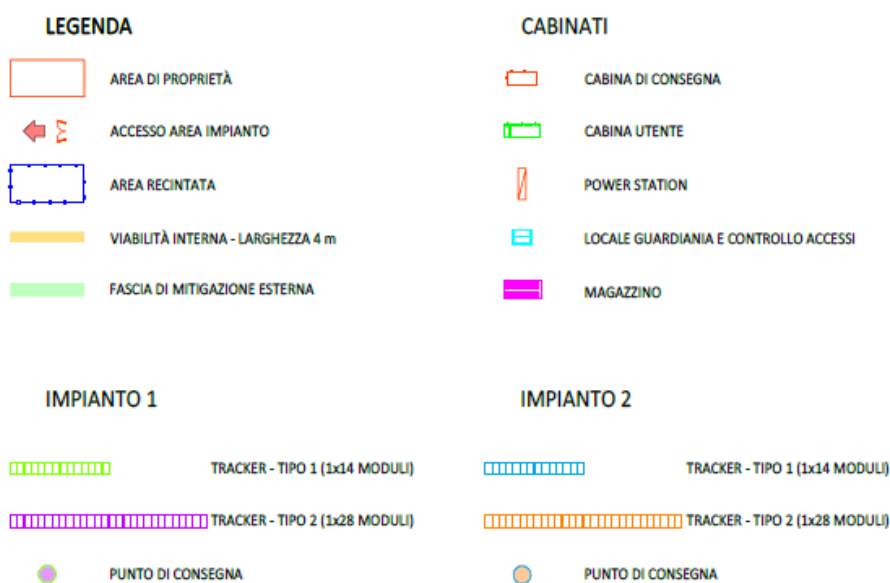 LEGENDA
AREA DI PROPRIETÀ
ACCESSO AREA IMPIANTO
AREA RECINTATA
VIABILITÀ INTERNA - LARGHEZZA 4 m
FASCIA DI MITIGAZIONE ESTERNA
CABINATI
CABINA DI CONSEGNA
CABINA UTENTE
POWER STATION
LOCALE GUARDIANIA E CONTROLLO ACCESSI
MAGAZZINO
IMPIANTO 1
TRACKER - TIPO 1 (1x14 MODULI)
TRACKER - TIPO 2 (1x28 MODULI)
PUNTO DI CONSEGNA
IMPIANTO 2
TRACKER - TIPO 1 (1x14 MODULI)
TRACKER - TIPO 2 (1x28 MODULI)
PUNTO DI CONSEGNA